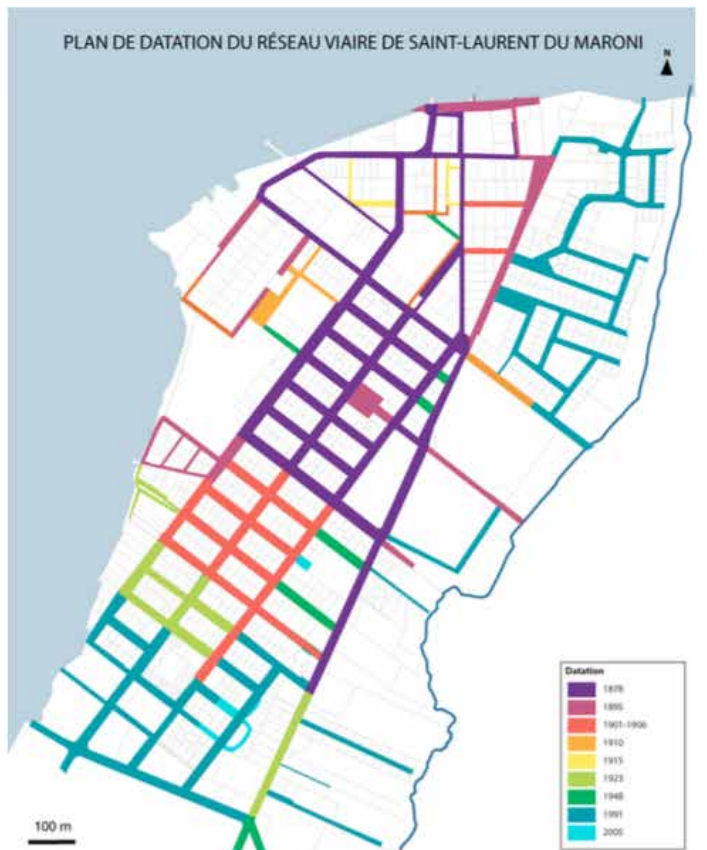 PLAN DE DATATION DU RÉSEAU VIAIRE DE SAINT-LAURENT DU MARONI
N
Datation
1878
1895
1901-1906
1910
1915
1923
1948
1991
2005
100 m